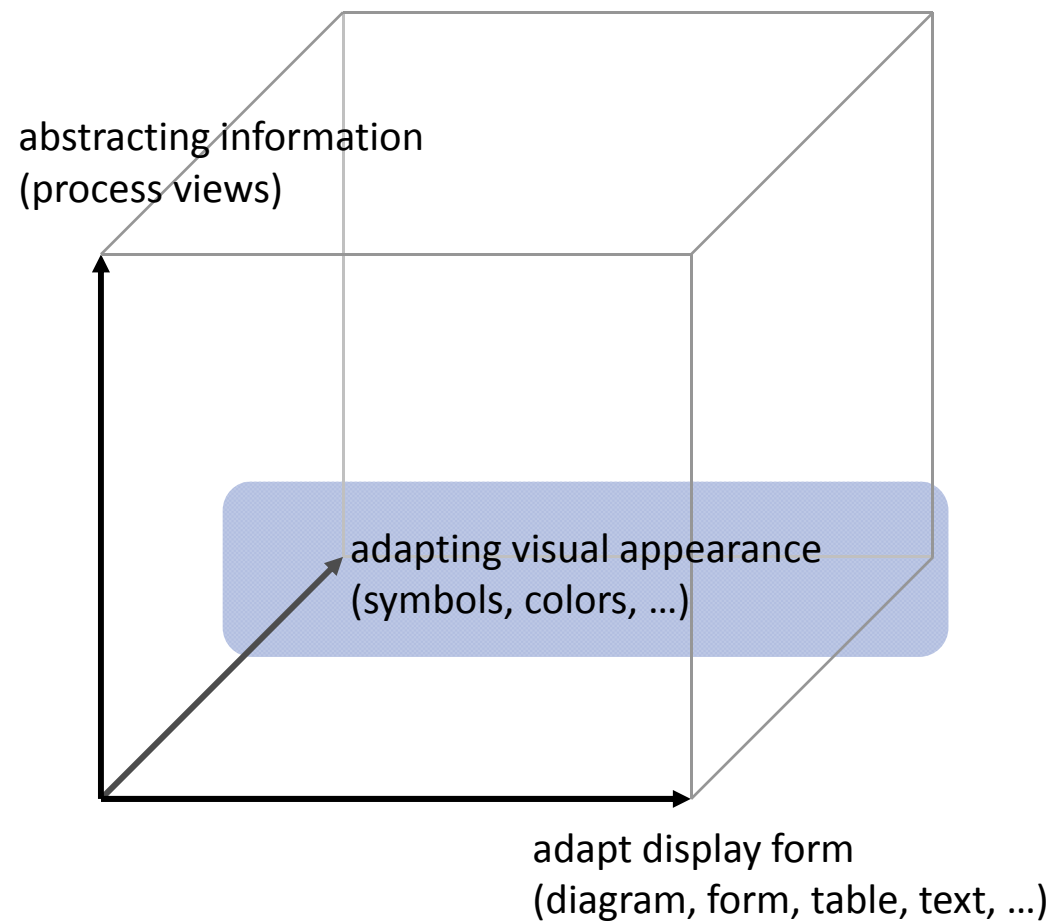 abstracting information
(process views)
adapting visual appearance
(symbols, colors, …)
adapt display form
(diagram, form, table, text, …)